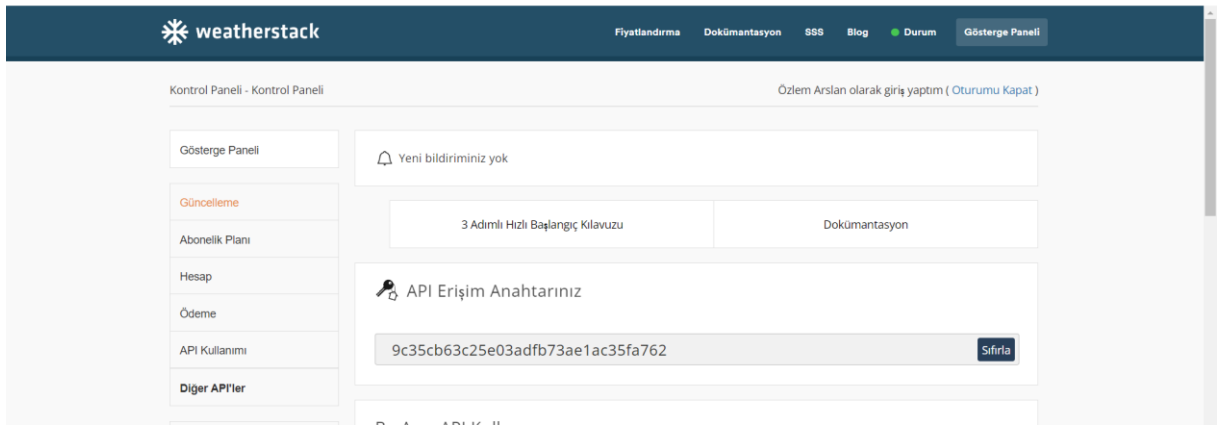 weatherstack
Fiyatlandırma Dokümantasyon SSS Blog Durum Gösterge Paneli
Kontrol Paneli - Kontrol Paneli
Özlem Arslan olarak giriş yaptım ( Oturumu Kapat )
Gösterge Paneli
Yeni bildiriminiz yok
Güncelleme
3 Adımlı Hızlı Başlangıç Kılavuzu
Dokümantasyon
Abonelik Planı
Hesap
API Erişim Anahtarınız
Ödeme
API Kullanımı
9c35cb63c25e03adfb73ae1ac35fa762
Sıfırla
Diğer API'ler